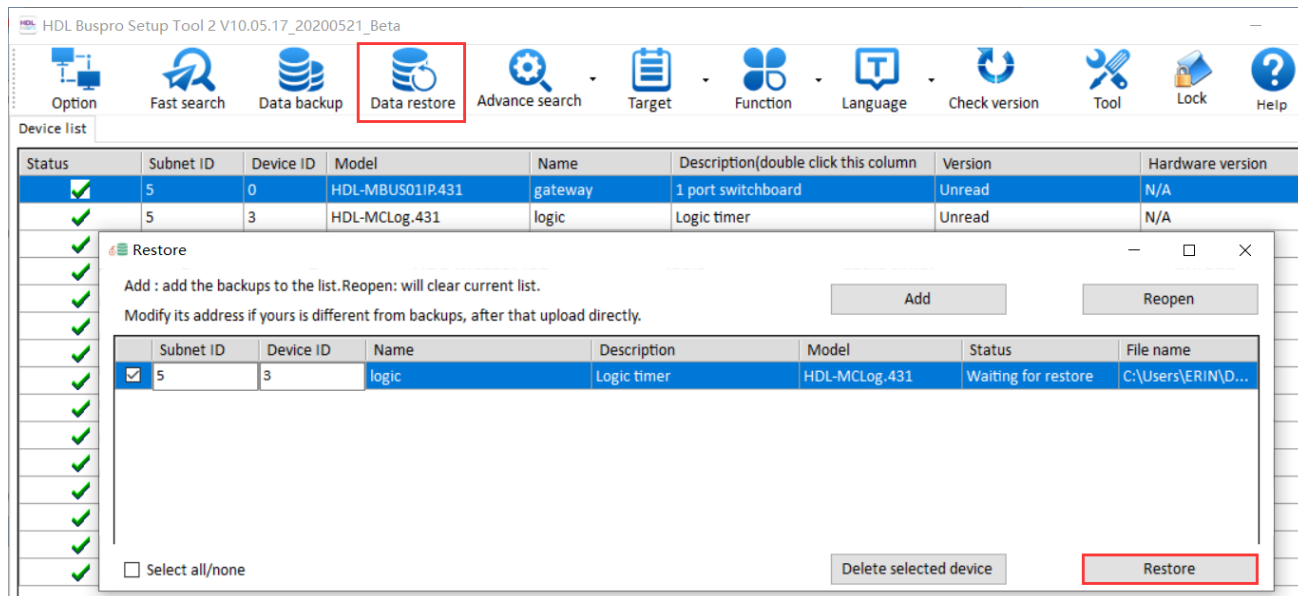 HDL Buspro Setup Tool 2 V10.05.17_20200521_Beta
Option Fast search Data backup Data restore Advance search Target Function Language Check version Tool Lock Help
Device list
Status Subnet ID Device ID Model Name Description(double click this column Version Hardware version
5 0 HDL-MBUS01IP.431 gateway 1 port switchboard Unread N/A
5 3 HDL-MCLog.431 logic Logic timer Unread N/A
Restore
Add : add the backups to the list.Reopen: will clear current list.
Add Reopen
Modify its address if yours is different from backups, after that upload directly.
Subnet ID Device ID Name Description Model Status File name
5 3 logic Logic timer HDL-MCLog.431 Waiting for restore C:\Users\ERIN\D...
Select all/none Delete selected device Restore